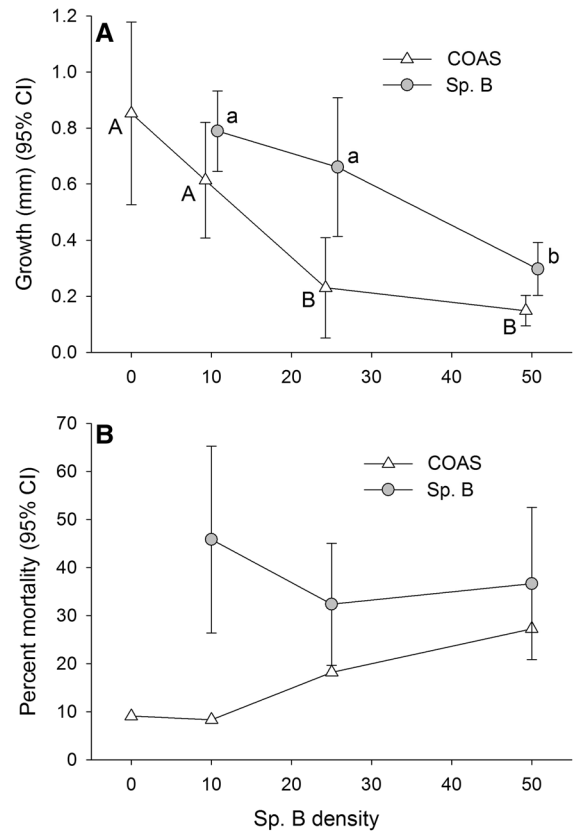 A
1.2
1.0
0.8
0.6
0.4
0.2
0.0
Growth (mm) (95% CI)
COAS
Sp. B
A
A
B
B
a
a
b
0 10 20 30 40 50
B
70
60
50
40
30
20
10
0
Percent mortality (95% CI)
COAS
Sp. B
0 10 20 30 40 50
Sp. B density